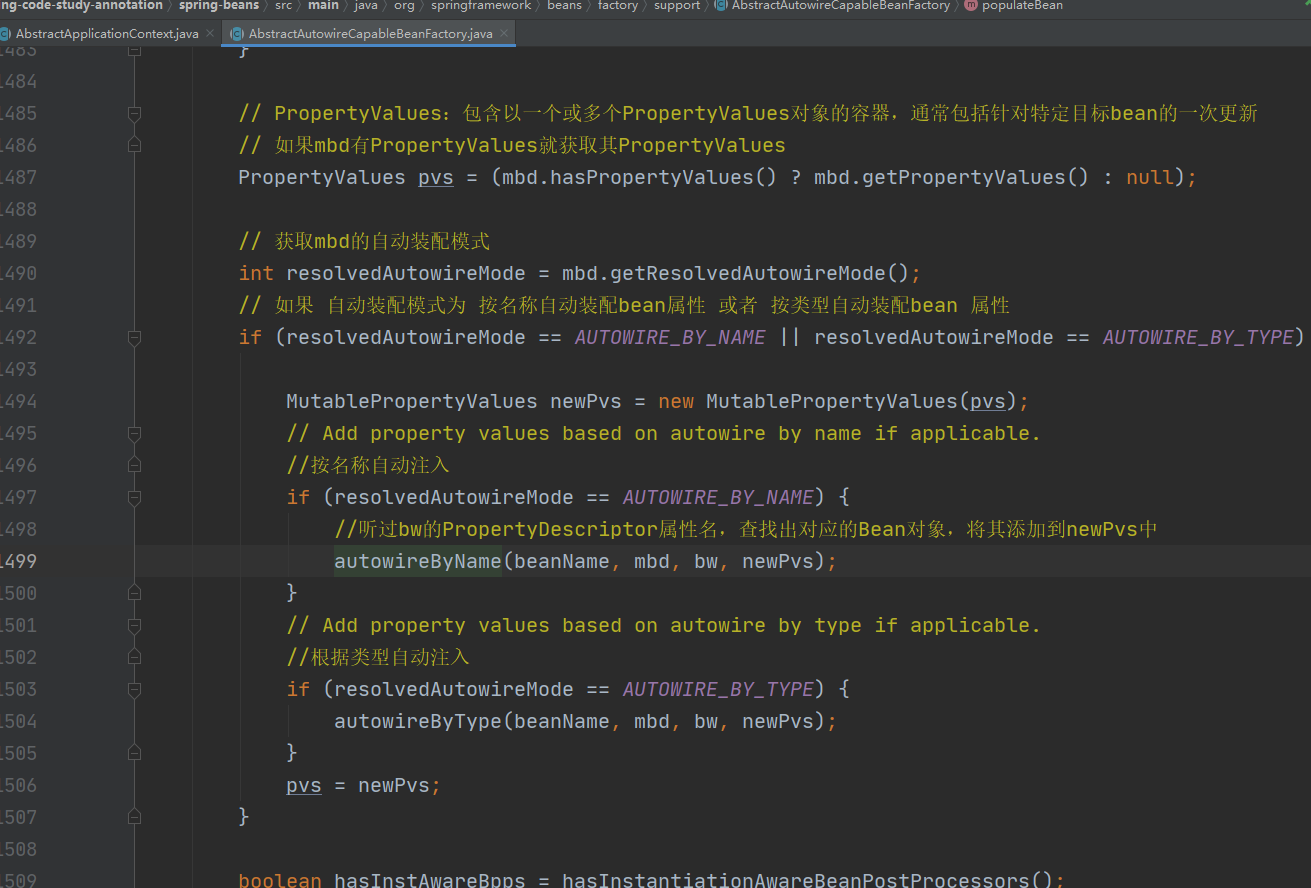 ng-code-study-annotation › spring-beans › src › main › java › org › springframework › beans › factory › support › AbstractAutowireCapableBeanFactory › populateBean
AbstractApplicationContext.java × AbstractAutowireCapableBeanFactory.java ×
1483 }
1484
1485 // PropertyValues：包含以一个或多个PropertyValues对象的容器，通常包括针对特定目标bean的一次更新
1486 // 如果mbd有PropertyValues就获取其PropertyValues
1487 PropertyValues pvs = (mbd.hasPropertyValues() ? mbd.getPropertyValues() : null);
1488
1489 // 获取mbd的自动装配模式
1490 int resolvedAutowireMode = mbd.getResolvedAutowireMode();
1491 // 如果 自动装配模式为 按名称自动装配bean属性 或者 按类型自动装配bean 属性
1492 if (resolvedAutowireMode == AUTOWIRE_BY_NAME || resolvedAutowireMode == AUTOWIRE_BY_TYPE)
1493
1494 MutablePropertyValues newPvs = new MutablePropertyValues(pvs);
1495 // Add property values based on autowire by name if applicable.
1496 //按名称自动注入
1497 if (resolvedAutowireMode == AUTOWIRE_BY_NAME) {
1498 //听过bw的PropertyDescriptor属性名，查找出对应的Bean对象，将其添加到newPvs中
1499 autowireByName(beanName, mbd, bw, newPvs);
1500 }
1501 // Add property values based on autowire by type if applicable.
1502 //根据类型自动注入
1503 if (resolvedAutowireMode == AUTOWIRE_BY_TYPE) {
1504 autowireByType(beanName, mbd, bw, newPvs);
1505 }
1506 pvs = newPvs;
1507 }
1508
1509 boolean hasInstAwareBpps = hasInstantiationAwareBeanPostProcessors();